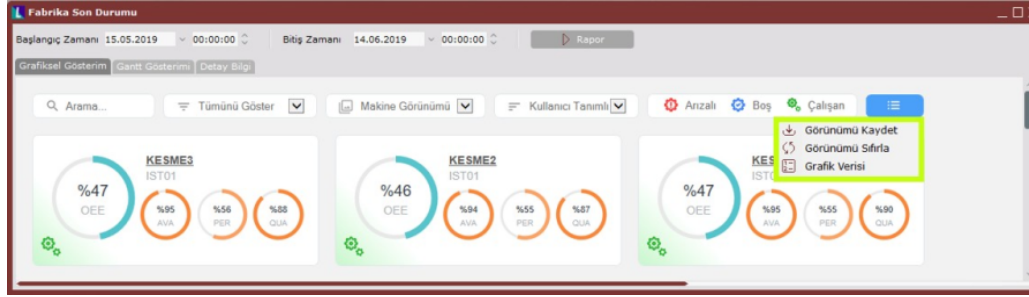 Fabrika Son Durumu
Başlangıç Zamanı 15.05.2019 00:00:00 Bitiş Zamanı 14.06.2019 00:00:00 Rapor
Grafiksel Gösterim Gantt Gösterimi Detay Bilgi
Arama... Tümünü Göster Makine Görünümü Kullanıcı Tanımlı Arızalı Boş Çalışan
Görünümü Kaydet
Görünümü Sıfırla
Grafik Verisi
KESME3
IST01
%47
OEE
%95
AVA
%56
PER
%88
QUA
KESME2
IST01
%46
OEE
%94
AVA
%55
PER
%87
QUA
%47
OEE
%95
AVA
%55
PER
%90
QUA